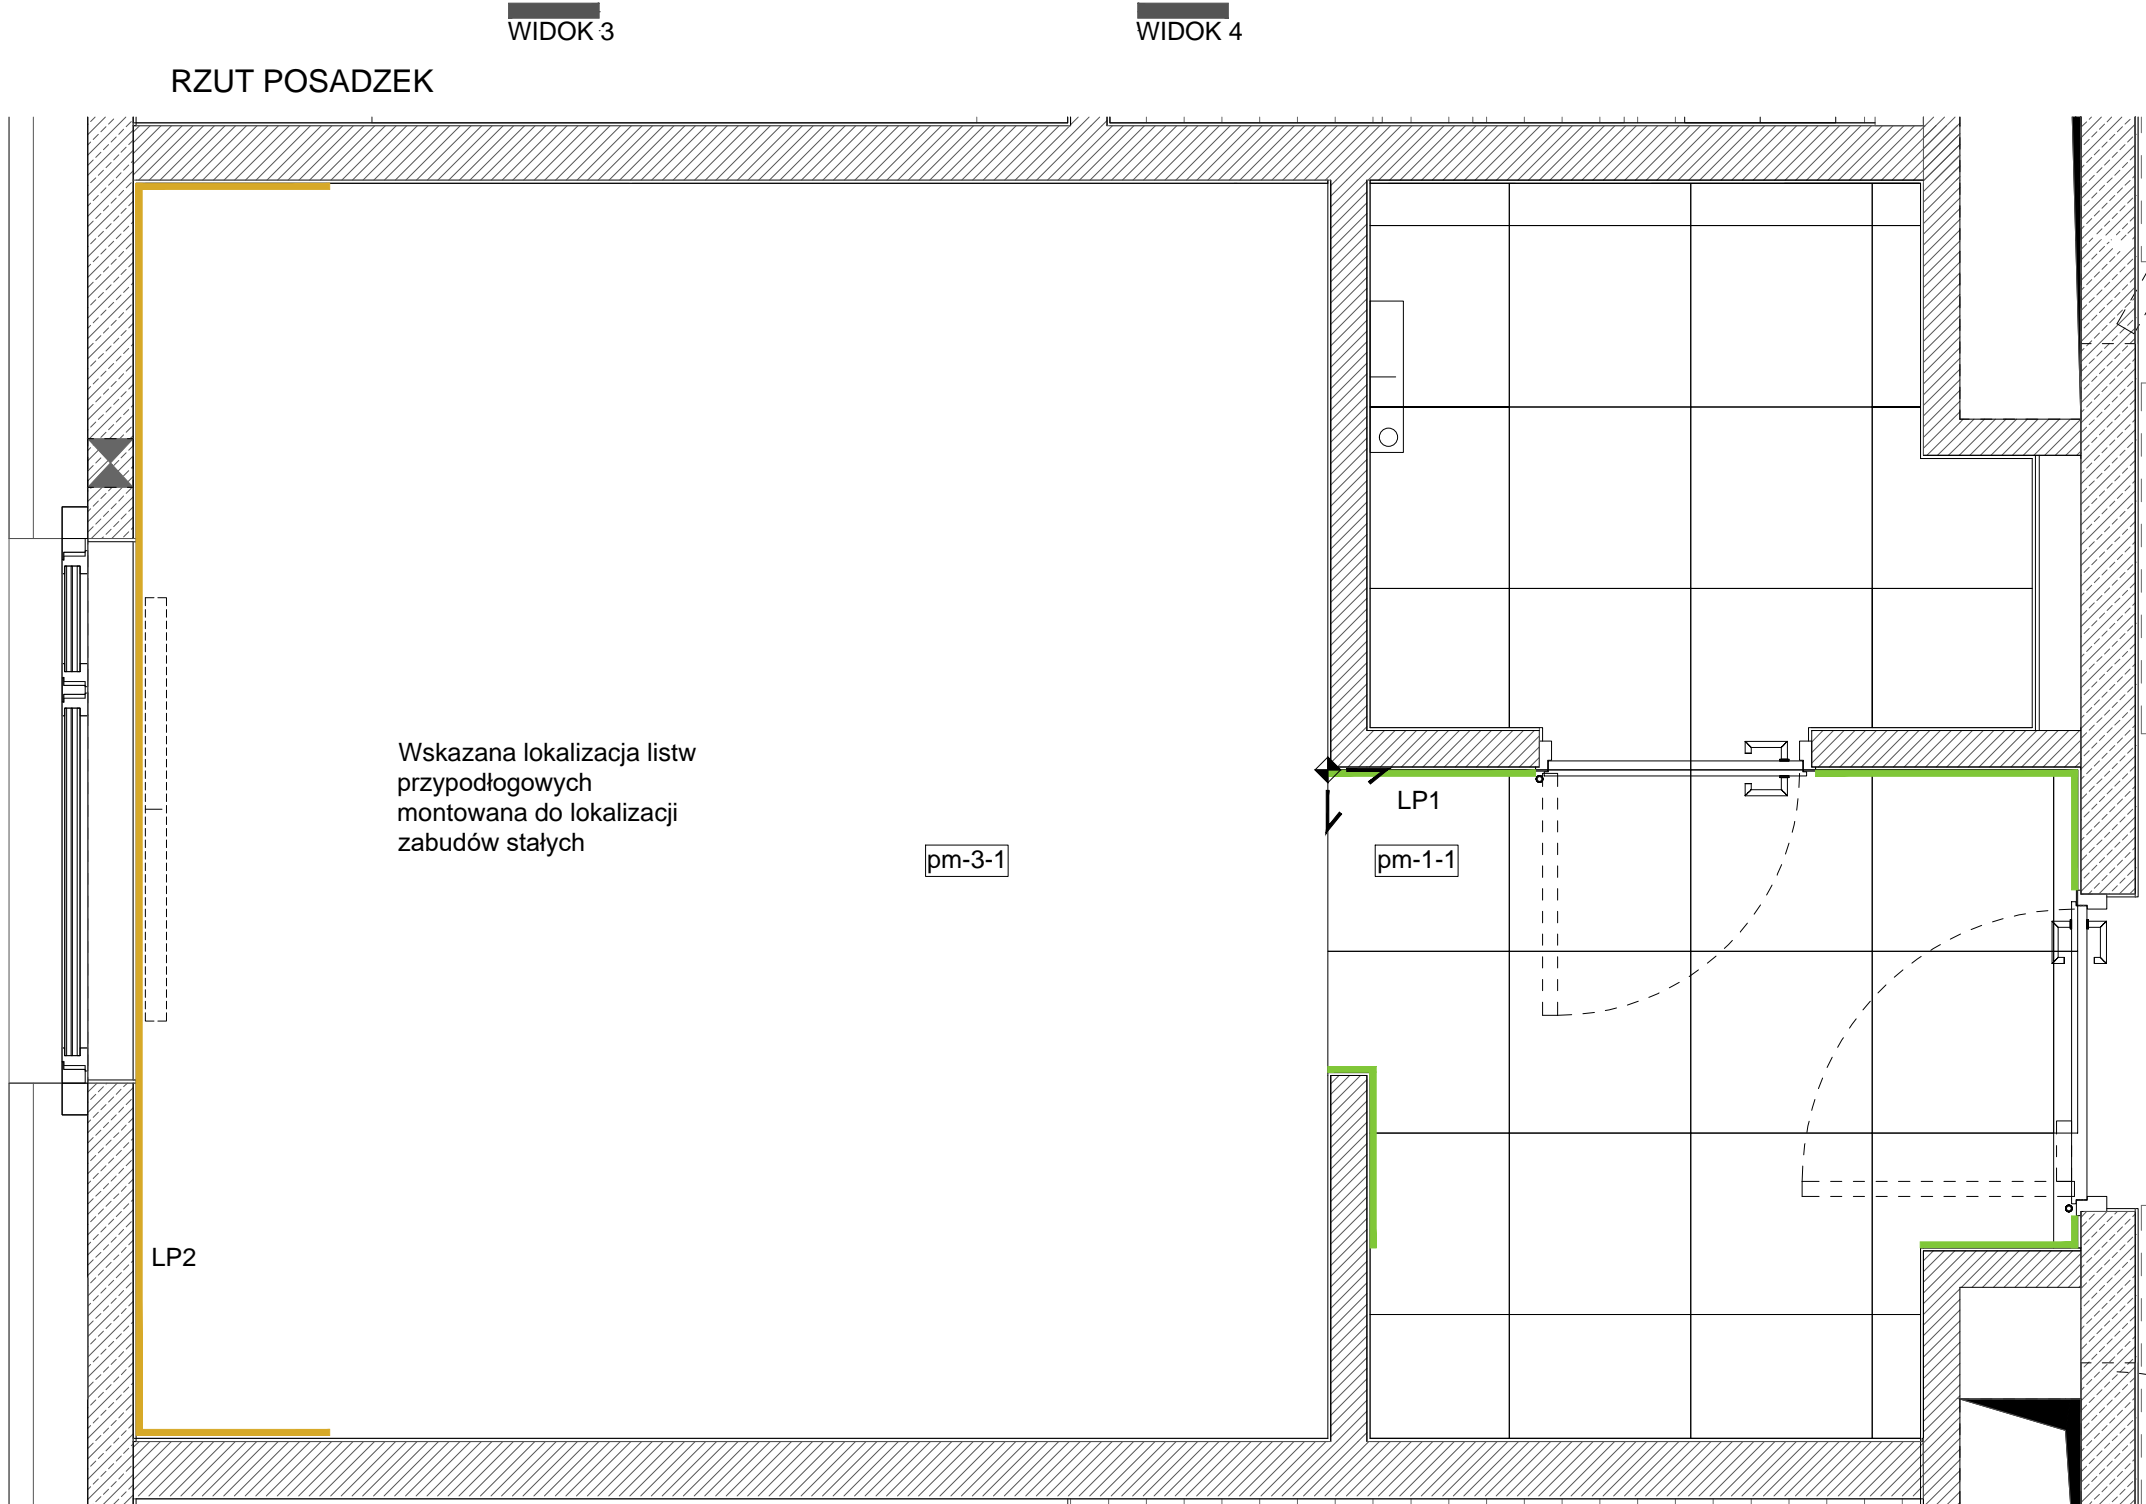 WIDOK 3
WIDOK 4
RZUT POSADZEK
Wskazana lokalizacja listw
przypodłogowych
montowana do lokalizacji
zabudów stałych
LP1
pm-3-1
pm-1-1
LP2